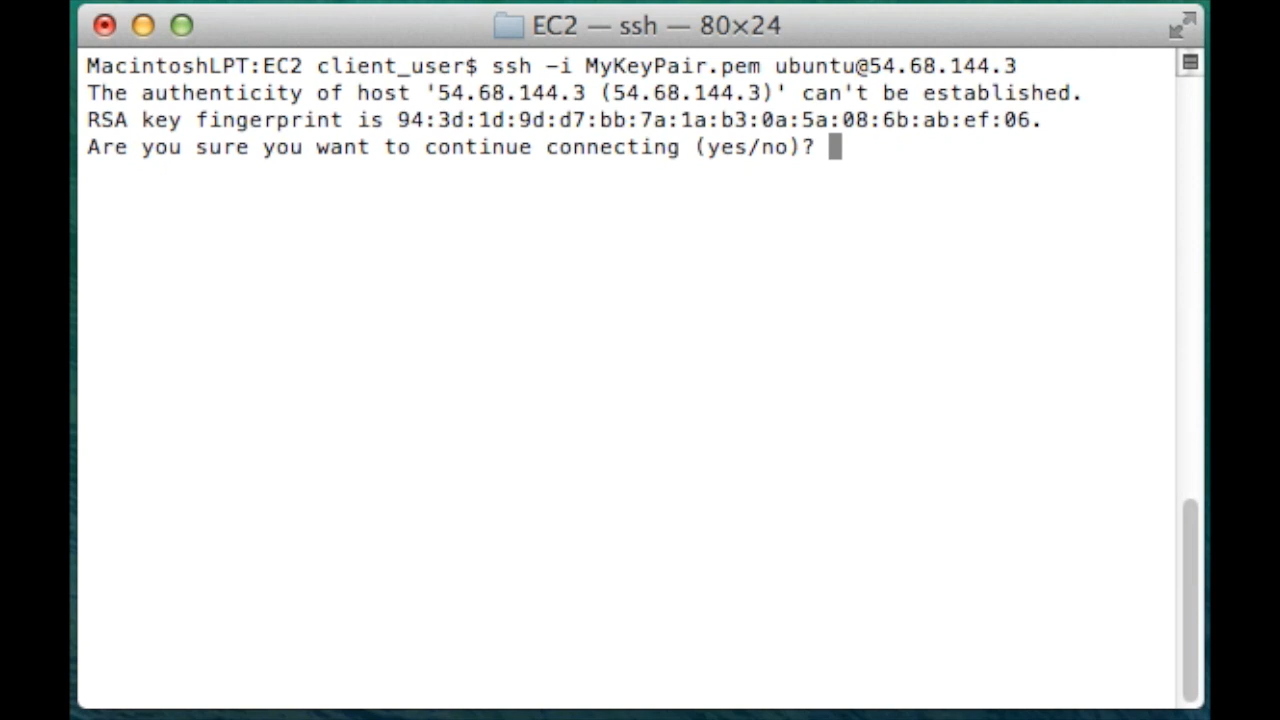 EC2 — ssh — 80×24
MacintoshLPT:EC2 client_user$ ssh -i MyKeyPair.pem ubuntu@54.68.144.3
The authenticity of host '54.68.144.3 (54.68.144.3)' can't be established.
RSA key fingerprint is 94:3d:1d:9d:d7:bb:7a:1a:b3:0a:5a:08:6b:ab:ef:06.
Are you sure you want to continue connecting (yes/no)?